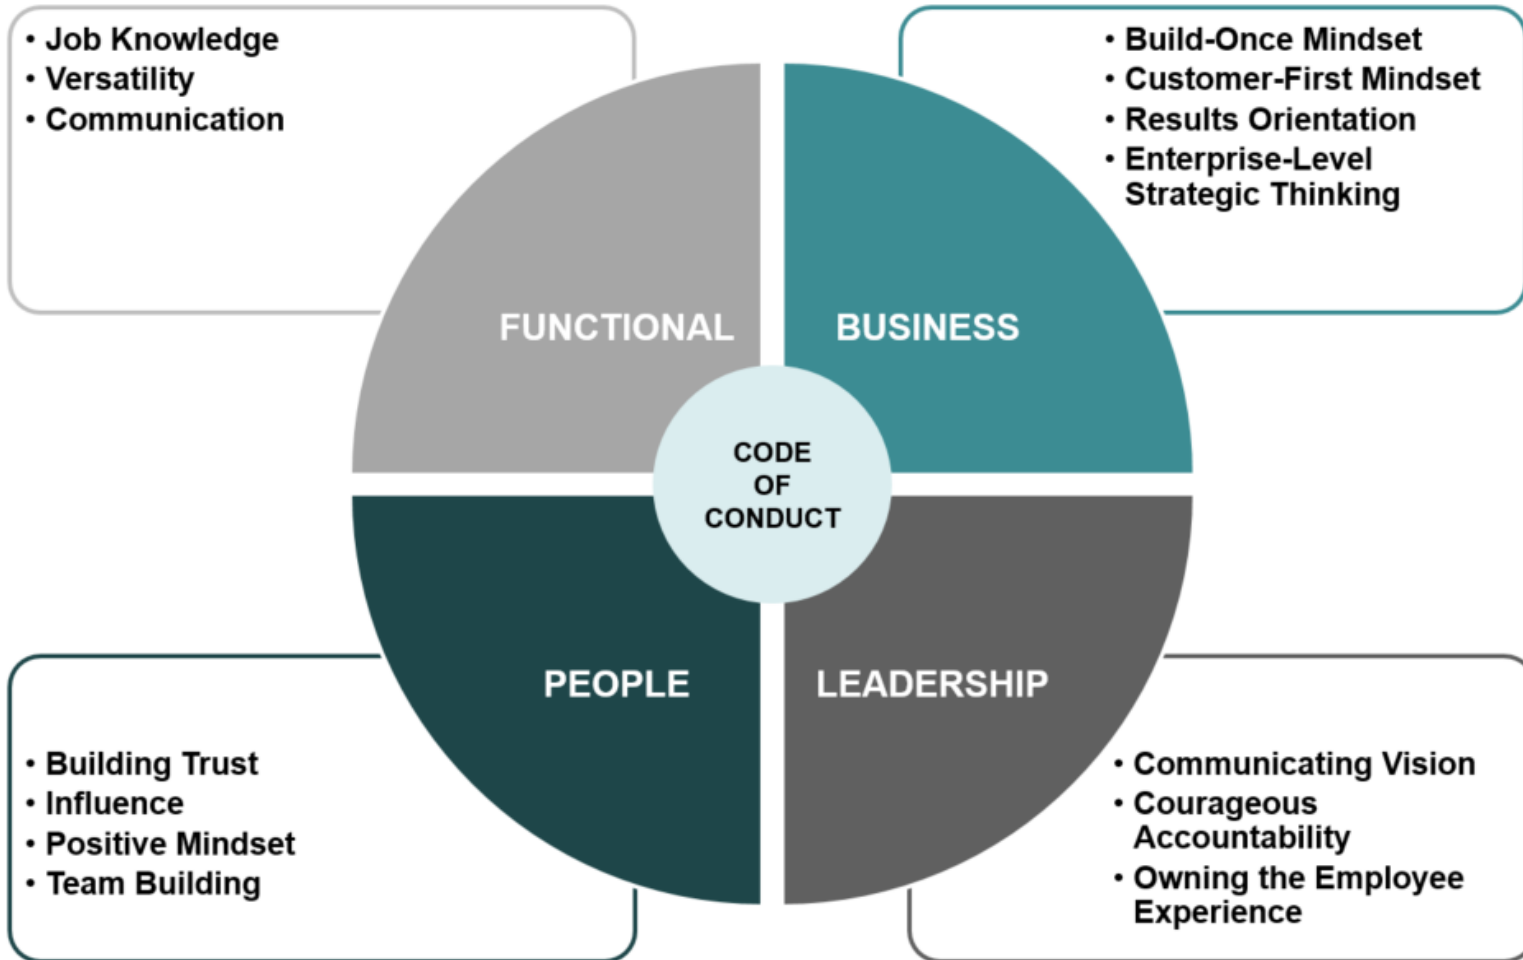 • Job Knowledge
• Versatility
• Communication
• Build-Once Mindset
• Customer-First Mindset
• Results Orientation
• Enterprise-Level
Strategic Thinking
FUNCTIONAL
BUSINESS
CODE
OF
CONDUCT
PEOPLE
LEADERSHIP
• Building Trust
• Influence
• Positive Mindset
• Team Building
• Communicating Vision
• Courageous
Accountability
• Owning the Employee
Experience